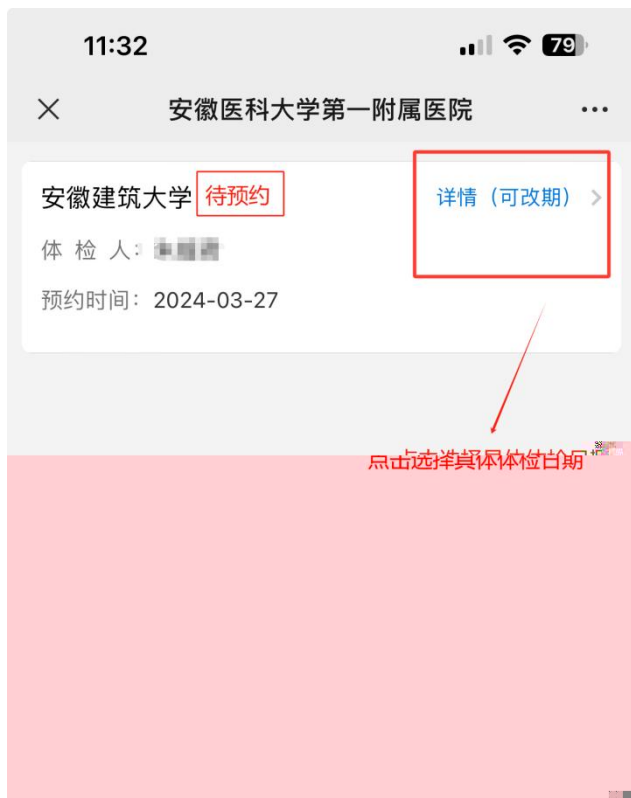 11:32
79
安徽医科大学第一附属医院
安徽建筑大学 待预约
详情（可改期）
体 检 人：
预约时间：2024-03-27
点击选择具体体检日期